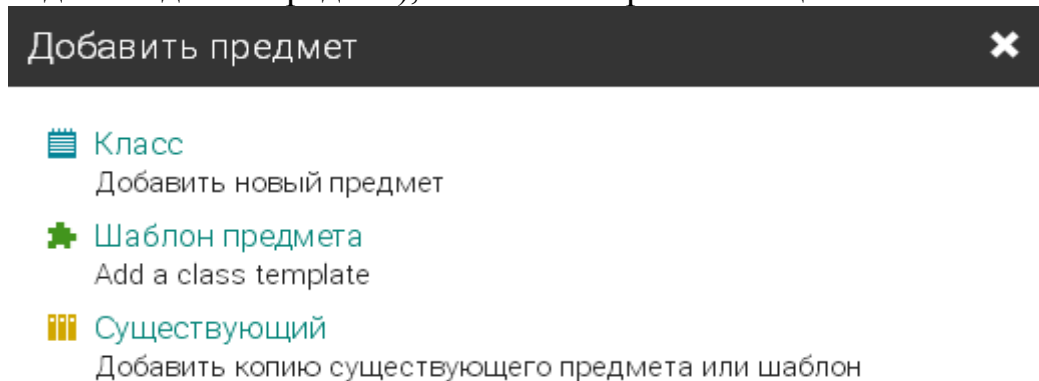 Добавить предмет
Класс
Добавить новый предмет
Шаблон предмета
Add a class template
Существующий
Добавить копию существующего предмета или шаблон